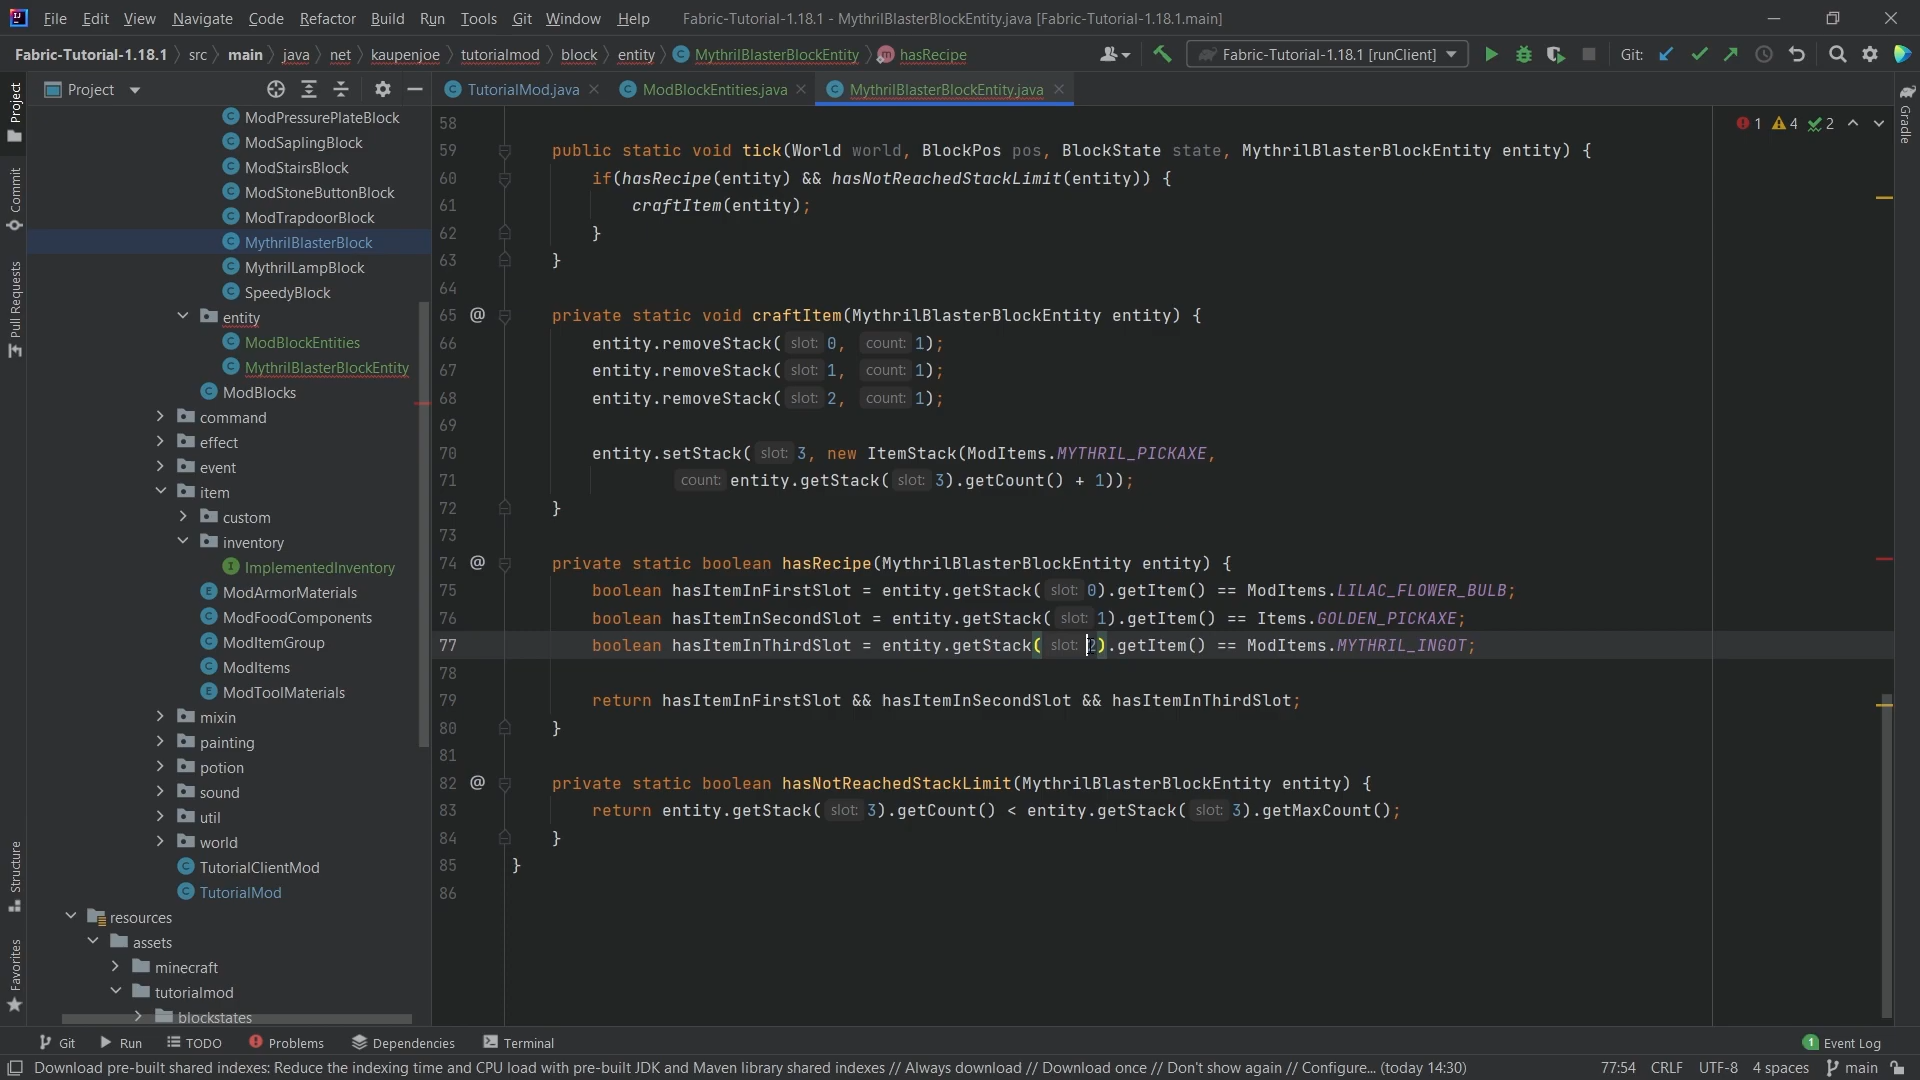 File Edit View Navigate Code Refactor Build Run Tools Git Window Help Fabric-Tutorial-1.18.1 - MythrilBlasterBlockEntity.java [Fabric-Tutorial-1.18.1.main]
Fabric-Tutorial-1.18.1 src main java net kaupenjoe tutorialmod block entity MythrilBlasterBlockEntity hasRecipe Fabric-Tutorial-1.18.1 [runClient] Git:
Project TutorialMod.java ModBlockEntities.java MythrilBlasterBlockEntity.java
Project
Commit
Pull Requests
Structure
Favorites
Gradle
ModPressurePlateBlock
ModSaplingBlock
ModStairsBlock
ModStoneButtonBlock
ModTrapdoorBlock
MythrilBlasterBlock
MythrilLampBlock
SpeedyBlock
entity
ModBlockEntities
MythrilBlasterBlockEntity
ModBlocks
command
effect
event
item
custom
inventory
ImplementedInventory
ModArmorMaterials
ModFoodComponents
ModItemGroup
ModItems
ModToolMaterials
mixin
painting
potion
sound
util
world
TutorialClientMod
TutorialMod
resources
assets
minecraft
tutorialmod
blockstates
1 4 2
58
59 public static void tick(World world, BlockPos pos, BlockState state, MythrilBlasterBlockEntity entity) {
60 if(hasRecipe(entity) && hasNotReachedStackLimit(entity)) {
61 craftItem(entity);
62 }
63 }
64
65 @ private static void craftItem(MythrilBlasterBlockEntity entity) {
66 entity.removeStack( slot: 0, count: 1);
67 entity.removeStack( slot: 1, count: 1);
68 entity.removeStack( slot: 2, count: 1);
69
70 entity.setStack( slot: 3, new ItemStack(ModItems.MYTHRIL_PICKAXE,
71 count: entity.getStack( slot: 3).getCount() + 1));
72 }
73
74 @ private static boolean hasRecipe(MythrilBlasterBlockEntity entity) {
75 boolean hasItemInFirstSlot = entity.getStack( slot: 0).getItem() == ModItems.LILAC_FLOWER_BULB;
76 boolean hasItemInSecondSlot = entity.getStack( slot: 1).getItem() == Items.GOLDEN_PICKAXE;
77 boolean hasItemInThirdSlot = entity.getStack( slot: 2).getItem() == ModItems.MYTHRIL_INGOT;
78
79 return hasItemInFirstSlot && hasItemInSecondSlot && hasItemInThirdSlot;
80 }
81
82 @ private static boolean hasNotReachedStackLimit(MythrilBlasterBlockEntity entity) {
83 return entity.getStack( slot: 3).getCount() < entity.getStack( slot: 3).getMaxCount();
84 }
85 }
86
Git Run TODO Problems Dependencies Terminal 1 Event Log
Download pre-built shared indexes: Reduce the indexing time and CPU load with pre-built JDK and Maven library shared indexes // Always download // Download once // Don't show again // Configure... (today 14:30) 77:54 CRLF UTF-8 4 spaces main